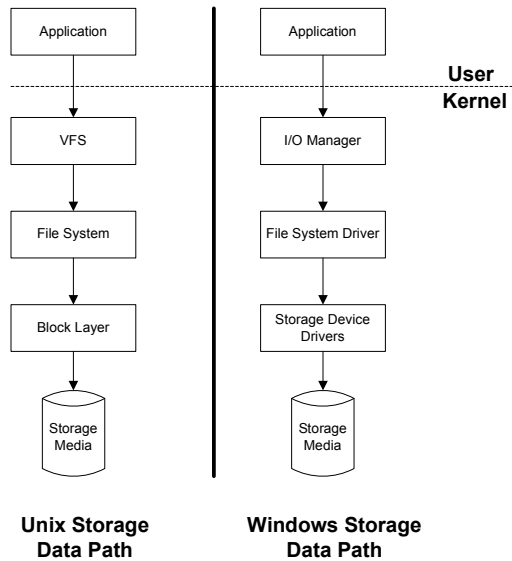 Application
VFS
File System
Block Layer
Storage
Media
Unix Storage
Data Path
Application
I/O Manager
File System Driver
Storage Device
Drivers
Storage
Media
Windows Storage
Data Path
User
Kernel